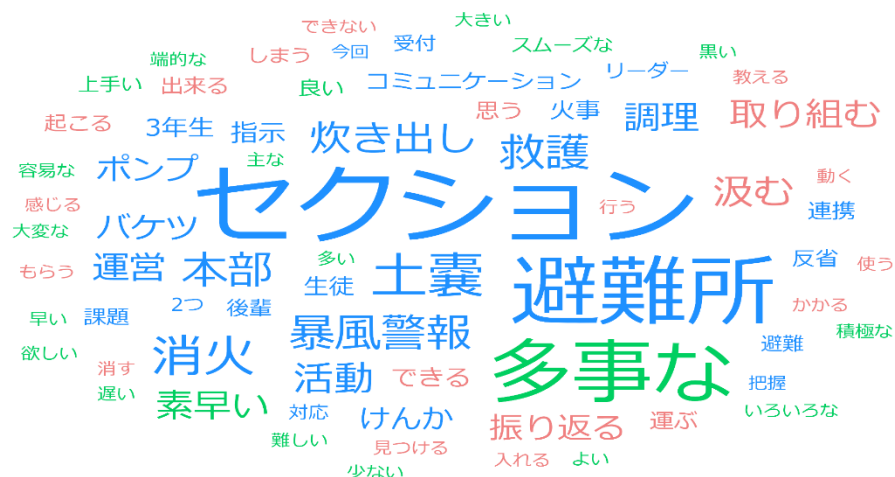 大きい
できない
スムーズな
受付
今回
黒い
しまう
端的な
リーダー
教える
コミュニケーション
上手い
出来る
良い
思う
火事
調理
取り組む
起こる
3年生
指示
炊き出し
救護
主な
容易な
ポンプ
セクション
汲む
動く
感じる
行う
連携
大変な
バケツ
多い
反省
使う
もらう
運営
本部
生徒
土嚢
避難所
2つ
後輩
かかる
早い
課題
暴風警報
積極な
欲しい
消火
避難
消す
活動
できる
多事な
把握
遅い
素早い
対応
けんか
振り返る
運ぶ
いろいろな
難しい
見つける
入れる
よい
少ない